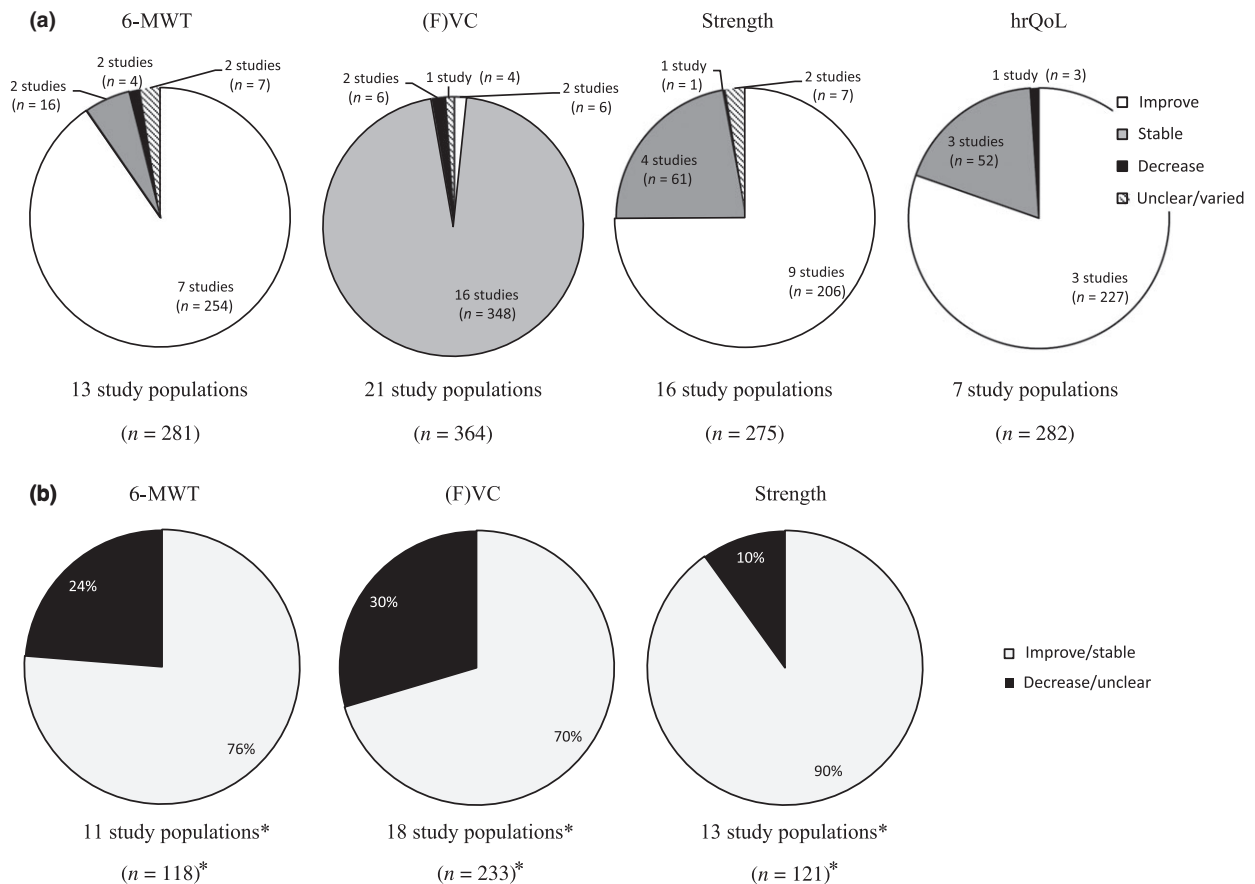 (a)
6-MWT
(F)VC
Strength
hrQoL
2 studies
(n = 16)
2 studies
(n = 4)
2 studies
(n = 7)
7 studies
(n = 254)
2 studies
(n = 6)
1 study (n = 4)
2 studies
(n = 6)
16 studies
(n = 348)
1 study
(n = 1)
2 studies
(n = 7)
4 studies
(n = 61)
9 studies
(n = 206)
1 study (n = 3)
3 studies
(n = 52)
3 studies
(n = 227)
Improve
Stable
Decrease
Unclear/varied
13 study populations
(n = 281)
21 study populations
(n = 364)
16 study populations
(n = 275)
7 study populations
(n = 282)
(b)
6-MWT
(F)VC
Strength
24%
76%
30%
70%
10%
90%
Improve/stable
Decrease/unclear
11 study populations*
(n = 118)*
18 study populations*
(n = 233)*
13 study populations*
(n = 121)*